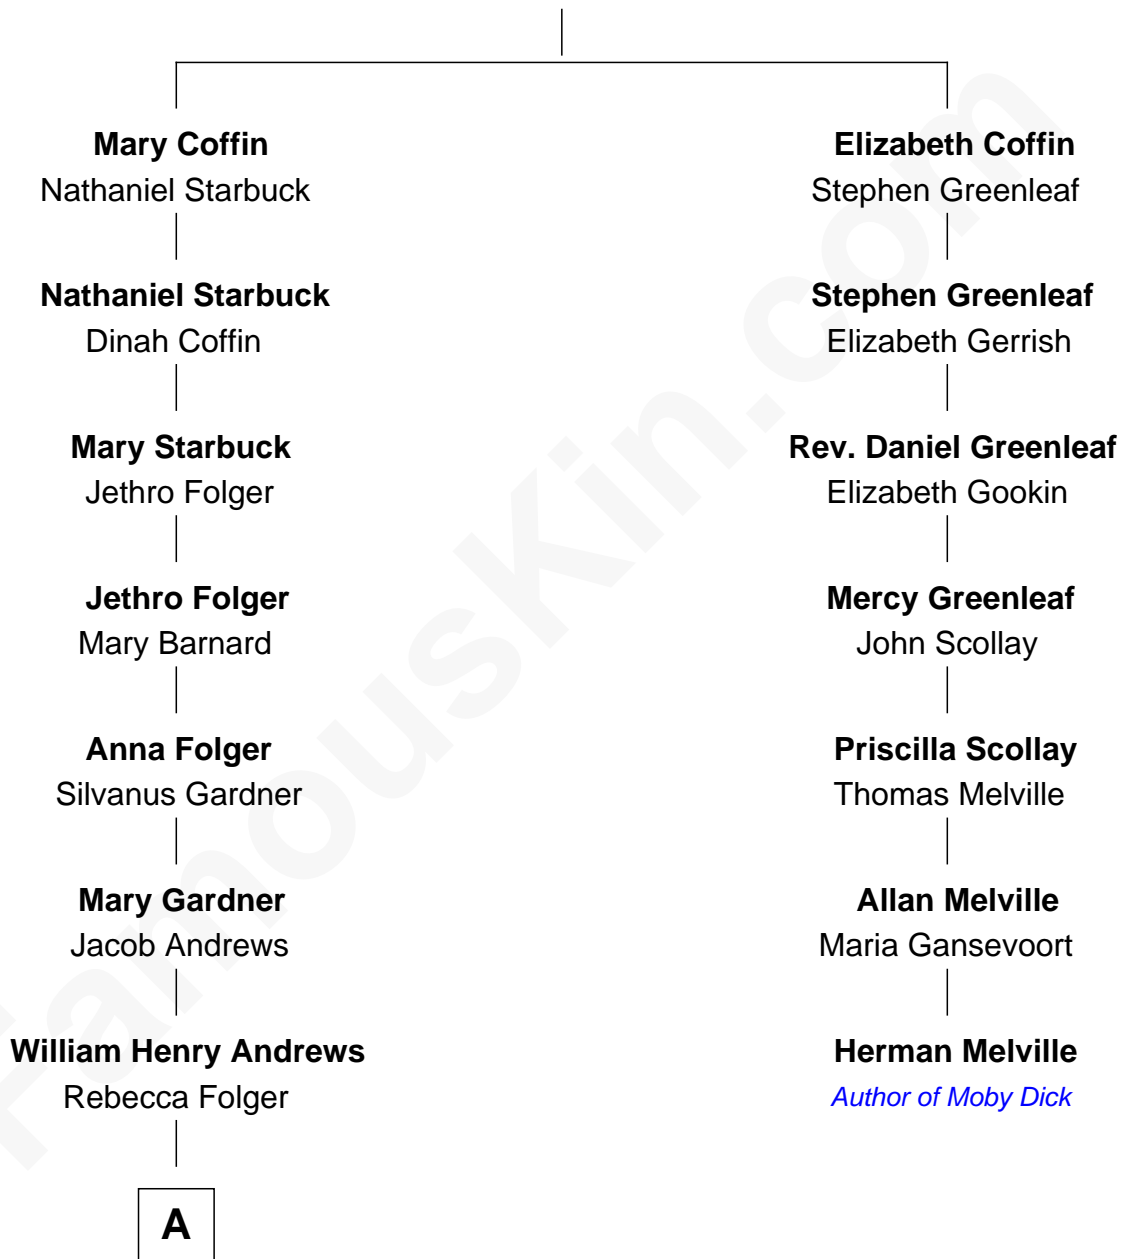 Mary Coffin
Nathaniel Starbuck
Nathaniel Starbuck
Dinah Coffin
Mary Starbuck
Jethro Folger
Jethro Folger
Mary Barnard
Anna Folger
Silvanus Gardner
Mary Gardner
Jacob Andrews
William Henry Andrews
Rebecca Folger
A
Elizabeth Coffin
Stephen Greenleaf
Stephen Greenleaf
Elizabeth Gerrish
Rev. Daniel Greenleaf
Elizabeth Gookin
Mercy Greenleaf
John Scollay
Priscilla Scollay
Thomas Melville
Allan Melville
Maria Gansevoort
Herman Melville
Author of Moby Dick
FamousKin.com